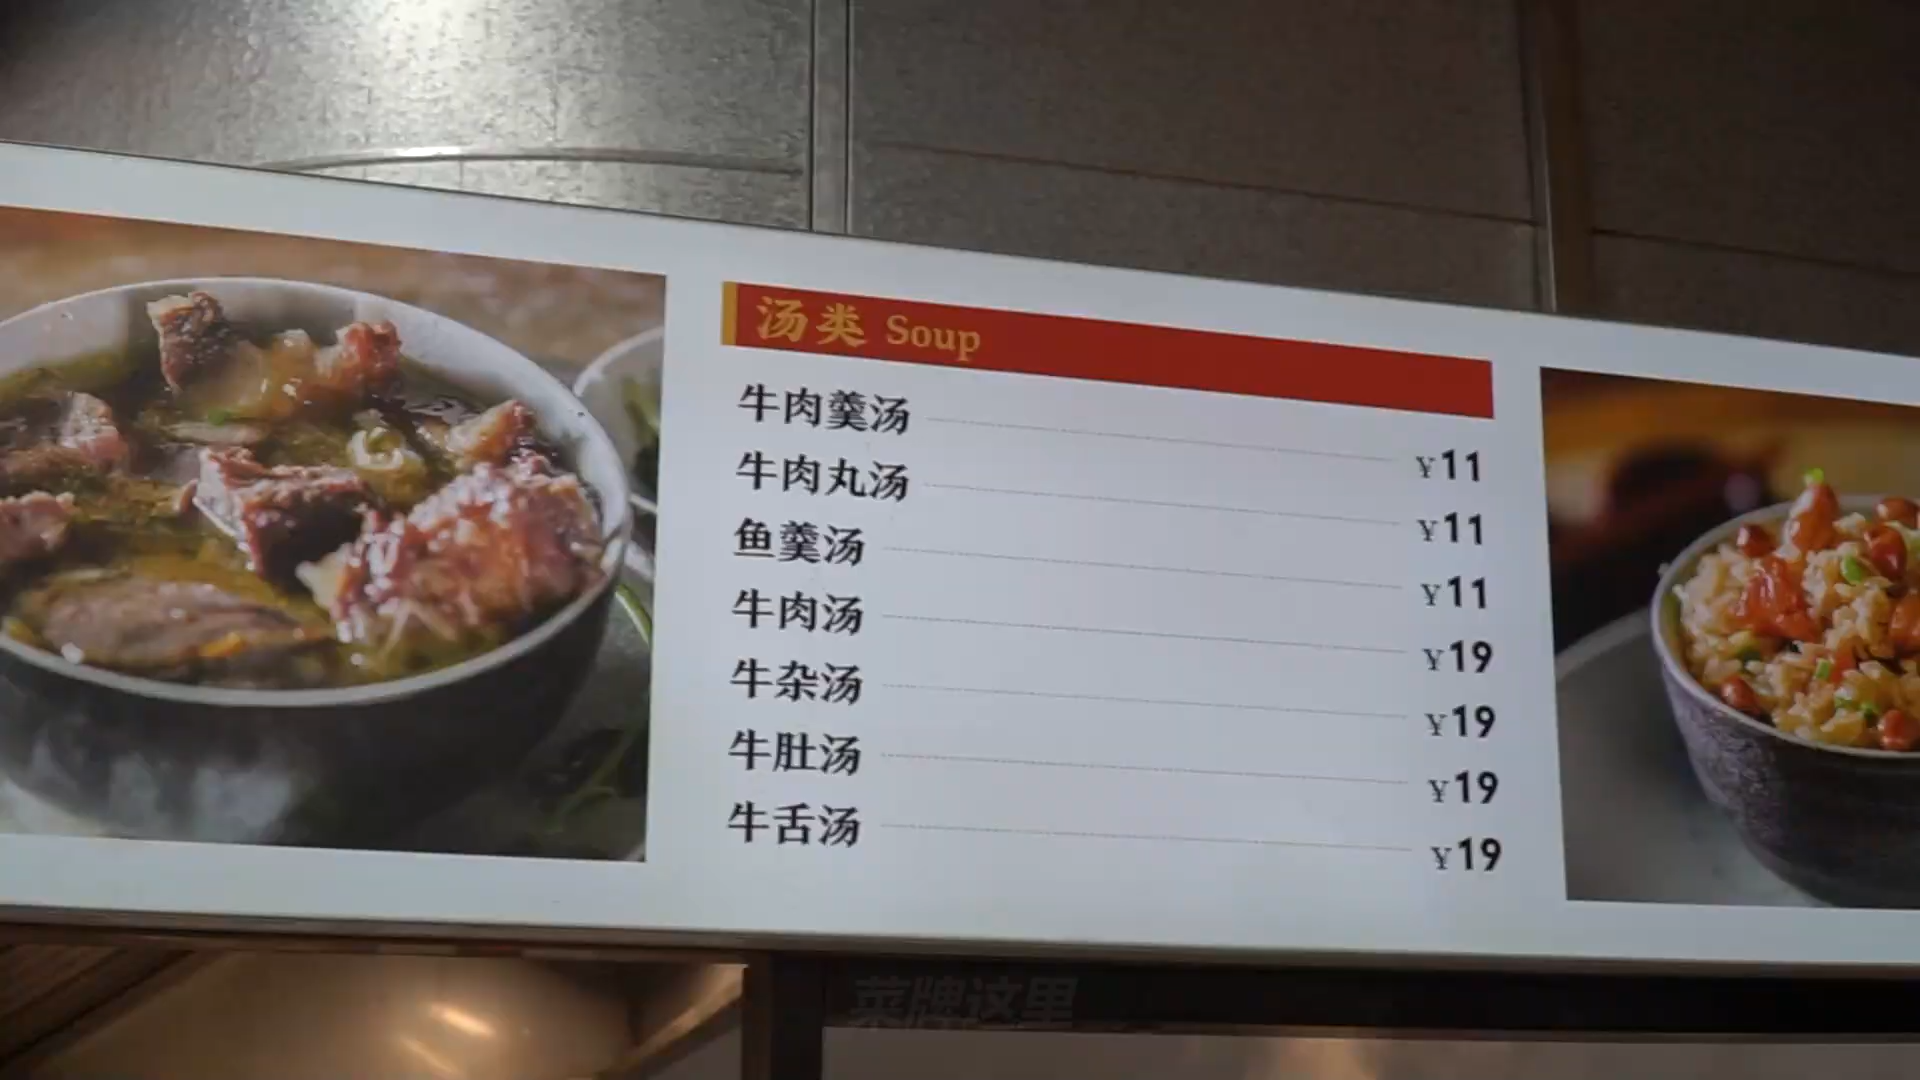 汤类 Soup
牛肉羹汤 ¥11
牛肉丸汤 ¥11
鱼羹汤 ¥11
牛肉汤 ¥19
牛杂汤 ¥19
牛肚汤 ¥19
牛舌汤 ¥19
菜牌这里